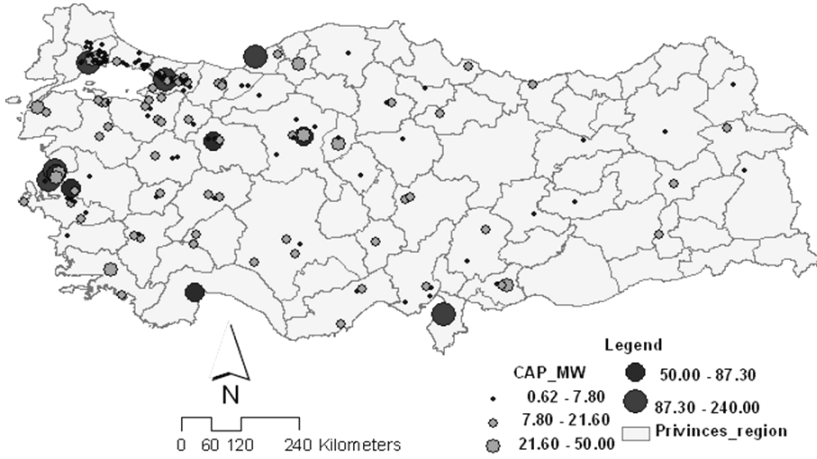 Legend
CAP_MW
0.62 - 7.80
7.80 - 21.60
21.60 - 50.00
50.00 - 87.30
87.30 - 240.00
Privinces_region
N
0 60 120 240 Kilometers